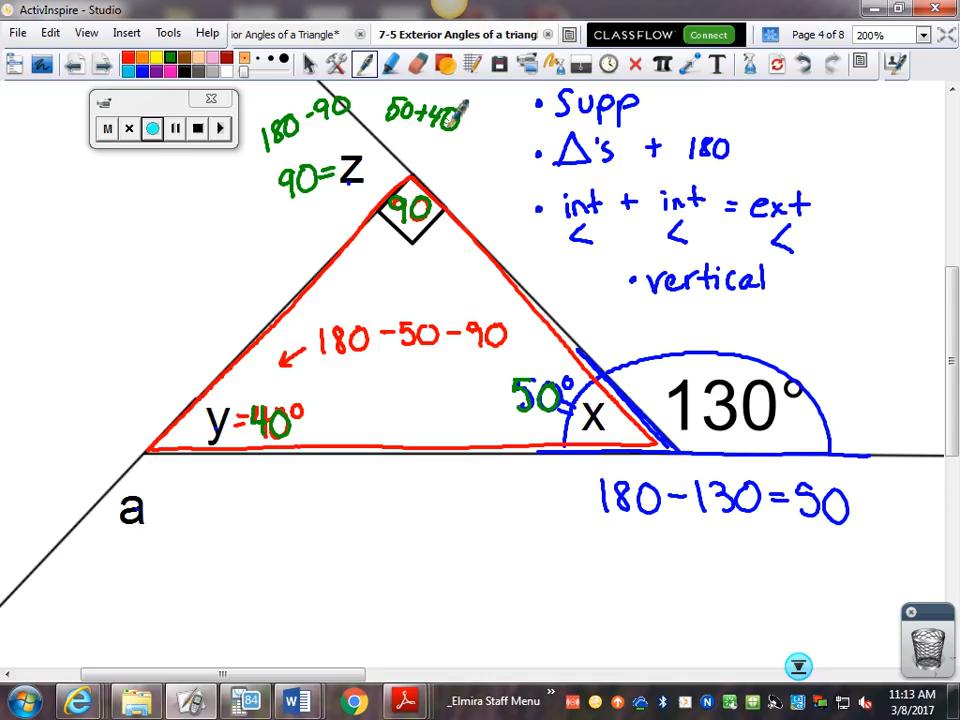 ActivInspire - Studio
File Edit View Insert Tools Help
ior Angles of a Triangle*
7-5 Exterior Angles of a triang
CLASSFLOW Connect
Page 4 of 8
200%
180-90
50+40
90=z
90
• Supp
• Δ's + 180
• int + int = ext
< < <
• vertical
180-50-90
y=40°
50°=x
130°
a
180-130=50
_Elmira Staff Menu
84
11:13 AM
3/8/2017